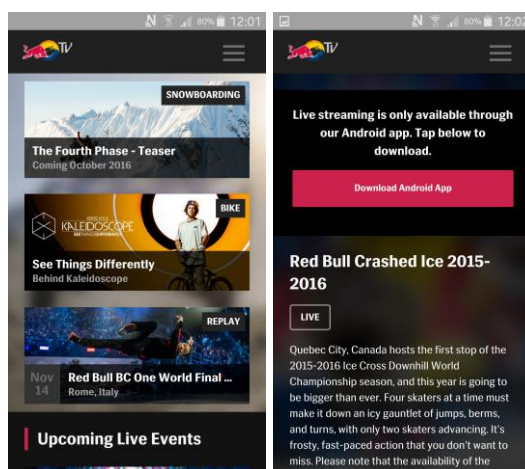 80% 12:01
TV
SNOWBOARDING
The Fourth Phase - Teaser
Coming October 2016
BIKE
KALEIDOSCOPE
See Things Differently
Behind Kaleidoscope
REPLAY
Nov
14
Red Bull BC One World Final ...
Rome, Italy
Upcoming Live Events
80% 12:02
TV
Live streaming is only available through
our Android app. Tap below to
download.
Download Android App
Red Bull Crashed Ice 2015-
2016
LIVE
Quebec City, Canada hosts the first stop of the
2015-2016 Ice Cross Downhill World
Championship season, and this year is going to
be bigger than ever. Four skaters at a time must
make it down an icy gauntlet of jumps, berms,
and turns, with only two skaters advancing. It's
frosty, fast-paced action that you don't want to
miss. Please note that the availability of the